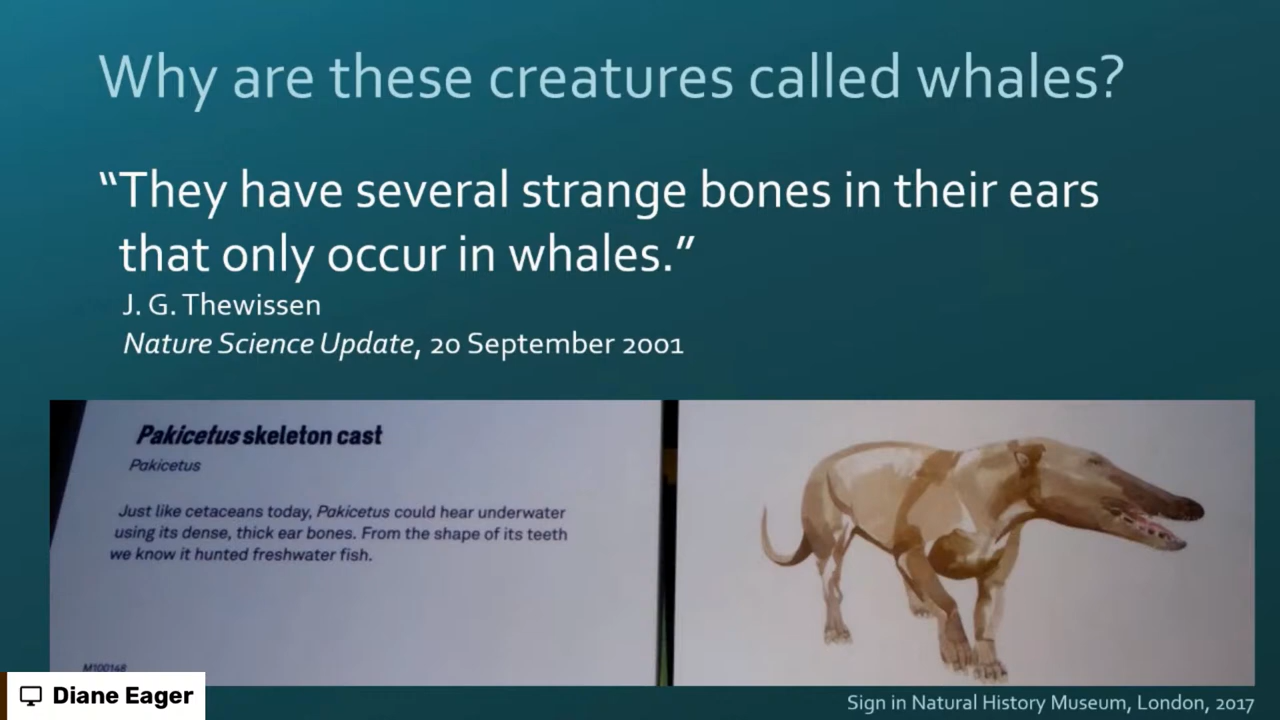 Why are these creatures called whales?
“They have several strange bones in their ears
that only occur in whales.”
J. G. Thewissen
Nature Science Update, 20 September 2001
Pakicetus skeleton cast
Pakicetus
Just like cetaceans today, Pakicetus could hear underwater
using its dense, thick ear bones. From the shape of its teeth
we know it hunted freshwater fish.
M100148
Diane Eager
Sign in Natural History Museum, London, 2017